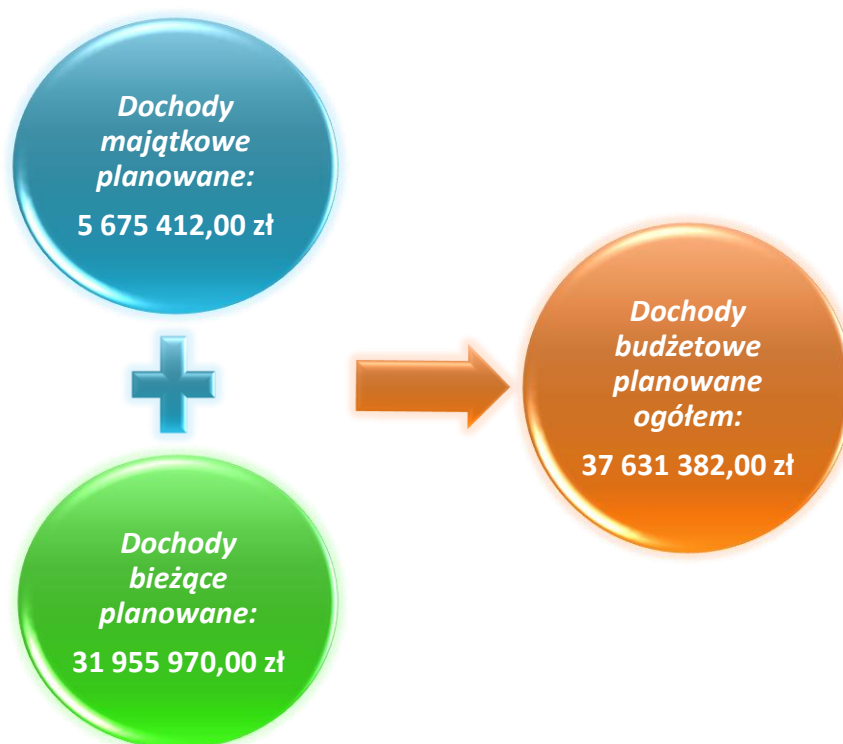 Dochody
majątkowe
planowane:
5 675 412,00 zł
Dochody
bieżące
planowane:
31 955 970,00 zł
Dochody
budżetowe
planowane
ogółem:
37 631 382,00 zł